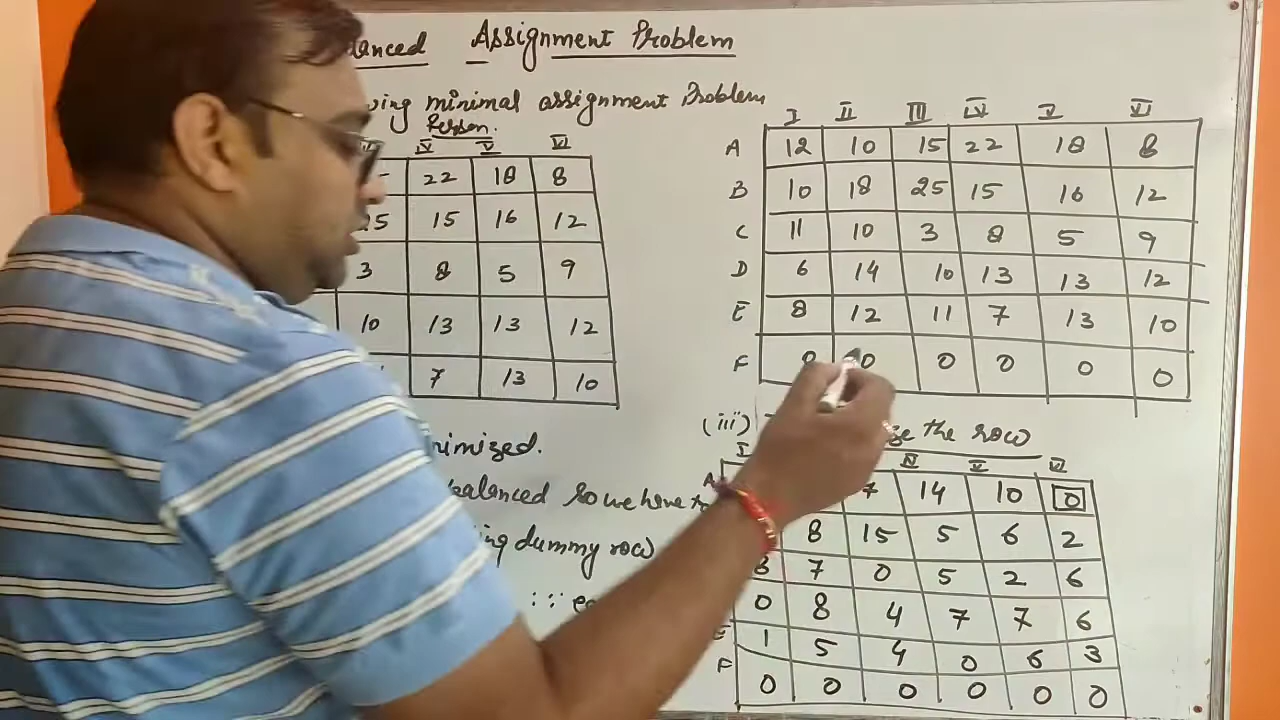 Assignment Problem
minimal assignment Problem
Person.
IV V VI
22 18 8
15 16 12
3 8 5 9
10 13 13 12
7 13 10
balanced so we have
dummy row
I II III IV V VI
A 12 10 15 22 18 8
B 10 18 25 15 16 12
C 11 10 3 8 5 9
D 6 14 10 13 13 12
E 8 12 11 7 13 10
F 0 0 0 0 0 0
(iii) the row
I IV V VI
A 7 14 10 0
8 15 5 6 2
8 7 0 5 2 6
0 8 4 7 7 6
E 1 5 4 0 6 3
F 0 0 0 0 0 0